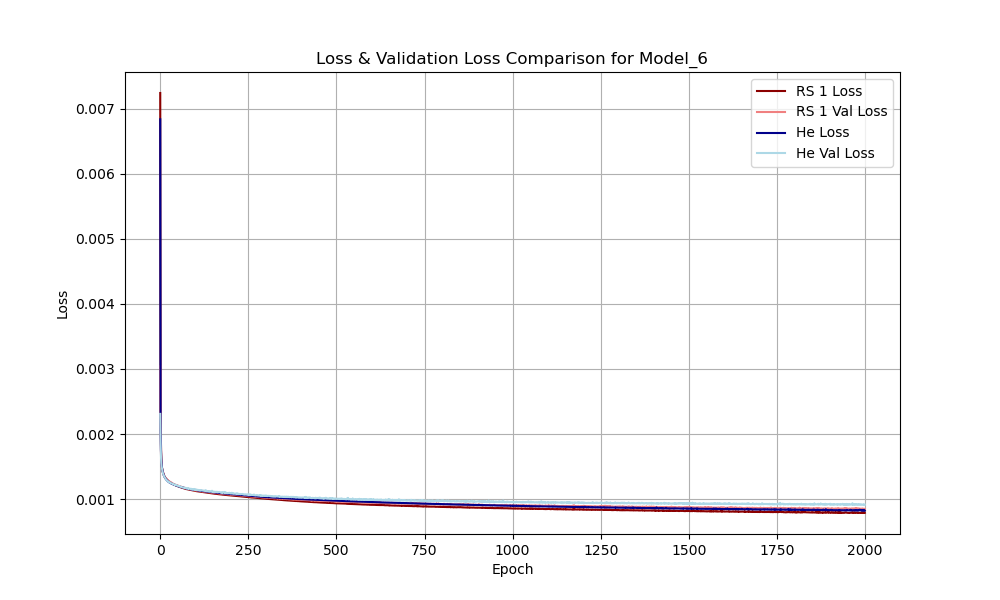 Loss & Validation Loss Comparison for Model_6
RS 1 Loss
RS 1 Val Loss
He Loss
He Val Loss
0.007
0.006
0.005
0.004
0.003
0.002
0.001
Loss
0 250 500 750 1000 1250 1500 1750 2000
Epoch